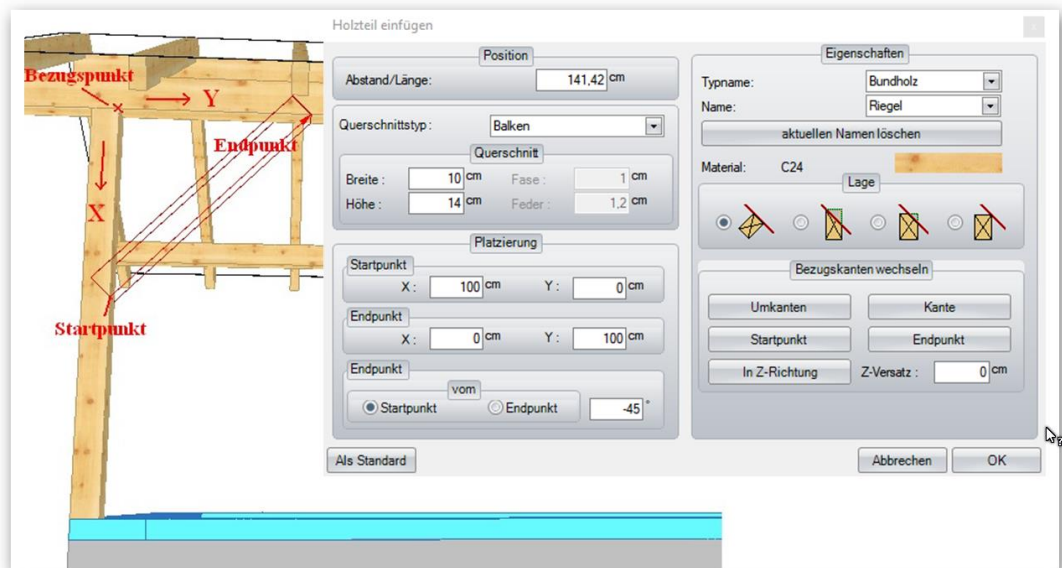 Holzteil einfügen
Bezugspunkt
Y
Endpunkt
X
Startpunkt
Position
Abstand/Länge: 141,42 cm
Querschnittstyp: Balken
Querschnitt
Breite : 10 cm Fase : 1 cm
Höhe : 14 cm Feder : 1,2 cm
Platzierung
Startpunkt
X : 100 cm Y : 0 cm
Endpunkt
X : 0 cm Y : 100 cm
Endpunkt
vom
Startpunkt Endpunkt -45 °
Als Standard
Eigenschaften
Typname: Bundholz
Name: Riegel
aktuellen Namen löschen
Material: C24
Lage
Bezugskanten wechseln
Umkanten Kante
Startpunkt Endpunkt
In Z-Richtung Z-Versatz : 0 cm
Abbrechen OK